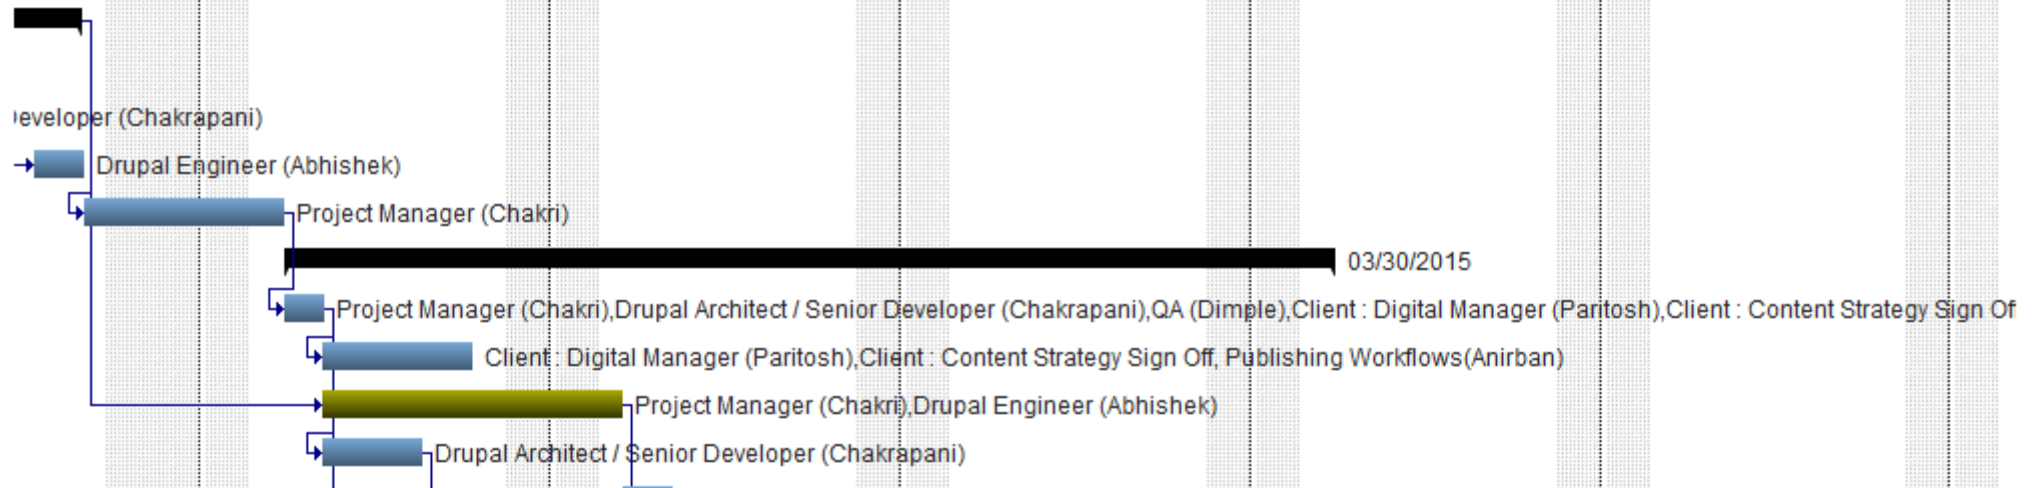 eveloper (Chakrapani)
Drupal Engineer (Abhishek)
Project Manager (Chakri)
03/30/2015
Project Manager (Chakri),Drupal Architect / Senior Developer (Chakrapani),QA (Dimple),Client : Digital Manager (Paritosh),Client : Content Strategy Sign Of
Client : Digital Manager (Paritosh),Client : Content Strategy Sign Off, Publishing Workflows(Anirban)
Project Manager (Chakri),Drupal Engineer (Abhishek)
Drupal Architect / Senior Developer (Chakrapani)